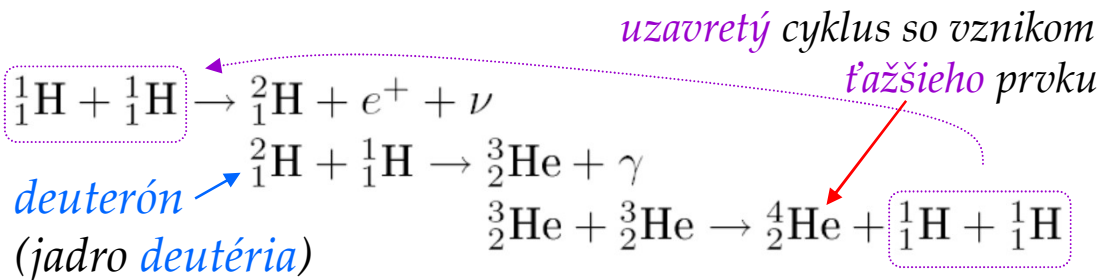 uzavretý cyklus so vznikom
ťažšieho prvku
¹₁H + ¹₁H → ²₁H + e⁺ + ν
²₁H + ¹₁H → ³₂He + γ
deuterón
³₂He + ³₂He → ⁴₂He + ¹₁H + ¹₁H
(jadro deutéria)